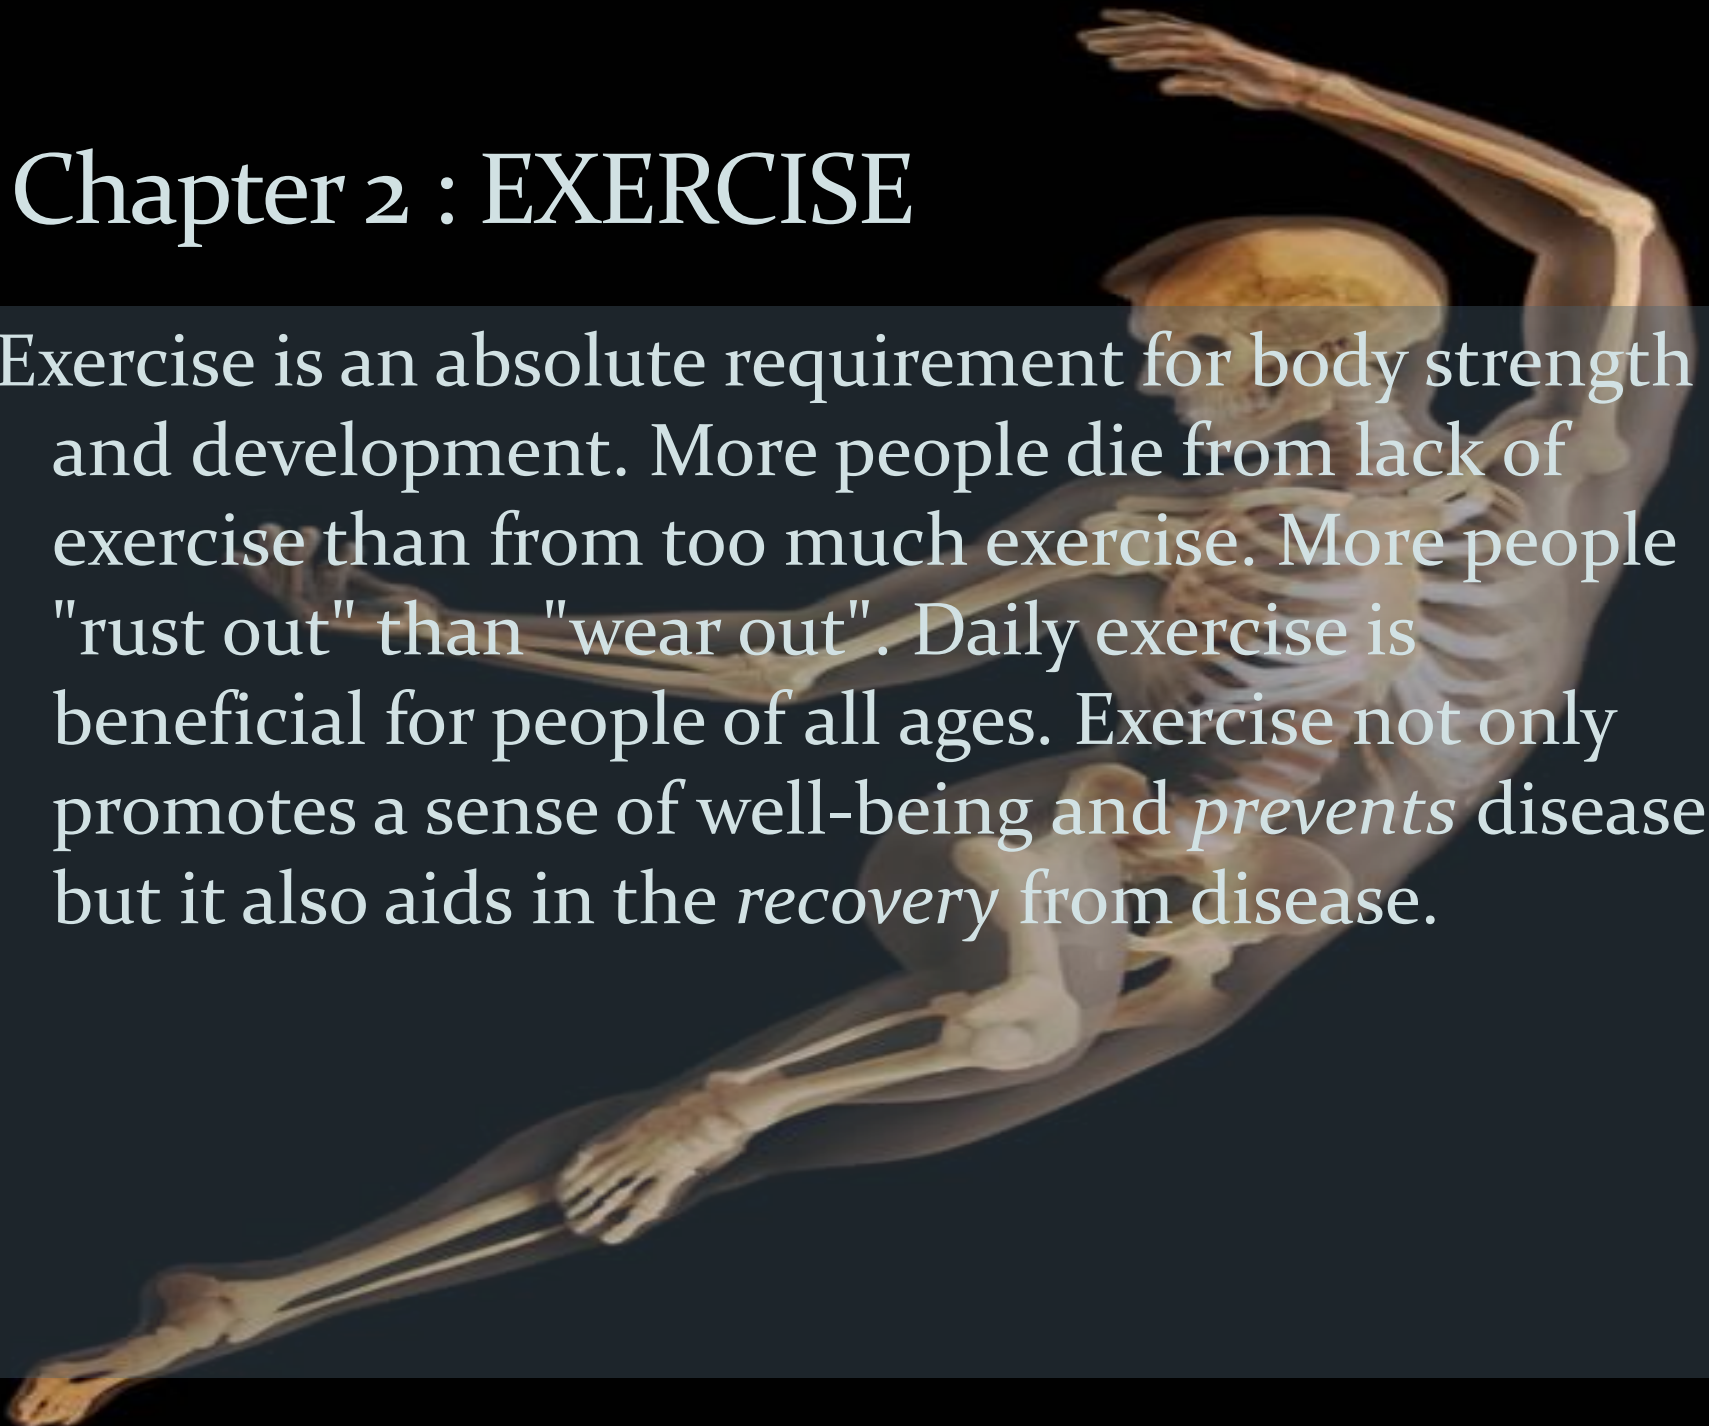 Chapter 2 : EXERCISE
Exercise is an absolute requirement for body strength
and development. More people die from lack of
exercise than from too much exercise. More people
"rust out" than "wear out". Daily exercise is
beneficial for people of all ages. Exercise not only
promotes a sense of well-being and prevents disease
but it also aids in the recovery from disease.